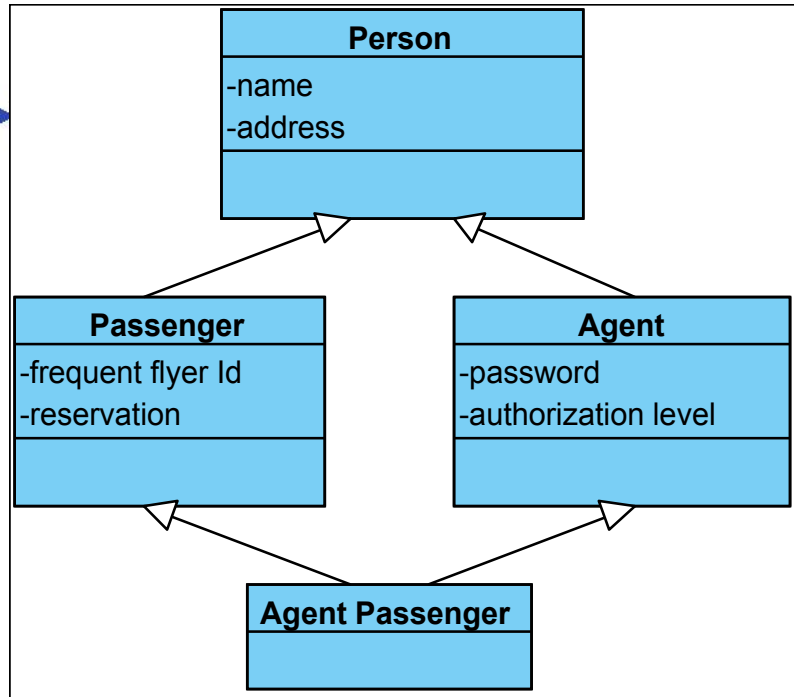 Person
-name
-address
Passenger
-frequent flyer Id
-reservation
Agent
-password
-authorization level
Agent Passenger